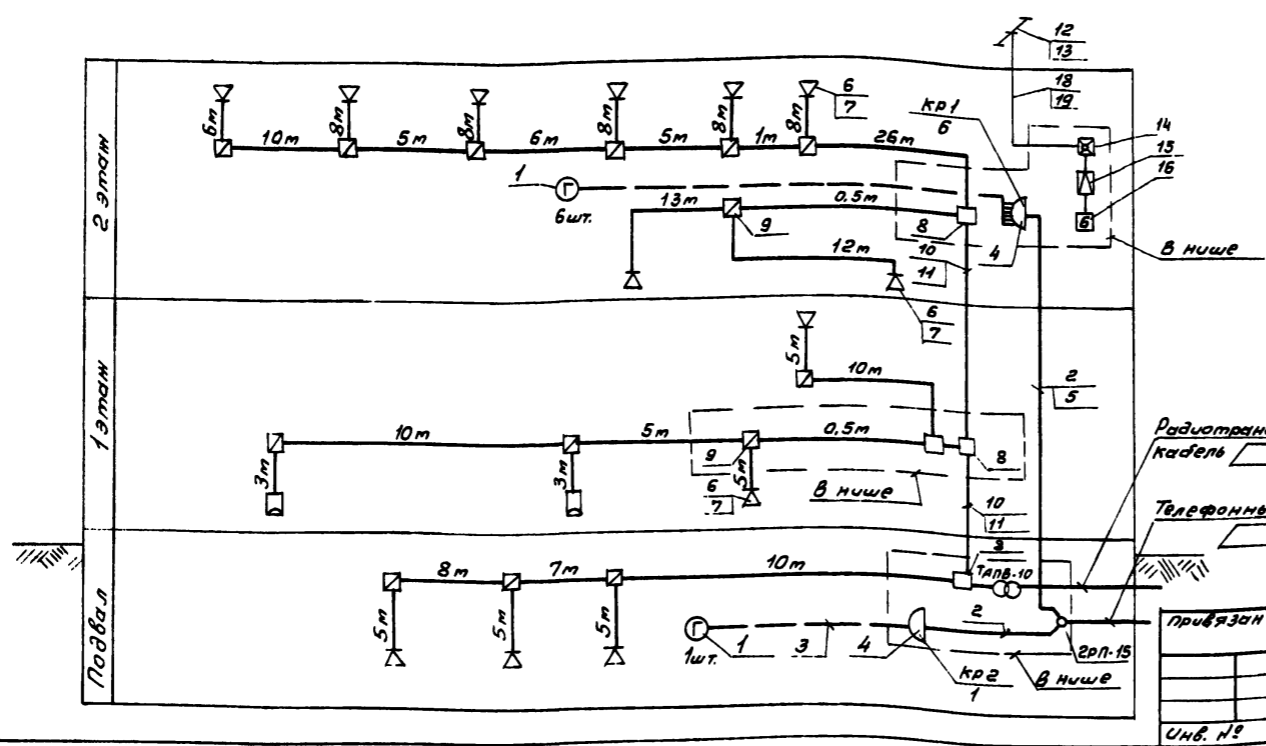 12
13
18
19
14
15
16
Б
6
7
кр1
6
6м
8м
8м
8м
8м
8м
10м
5м
6м
5м
1м
26м
2 этаж
1
Г
6шт.
13м
0.5м
9
8
4
10
11
12м
В нише
6
7
1 этаж
5м
10м
2
5
10м
5м
0.5м
9
8
3м
3м
5м
6
7
В нише
10
11
Радиотран
кабель
Телефонны
Подвал
8м
7м
10м
ТАПВ-10
5м
5м
5м
Г
1шт.
1
3
4
2
2РП-15
кр2
1
В нише
привязан
Инв. №